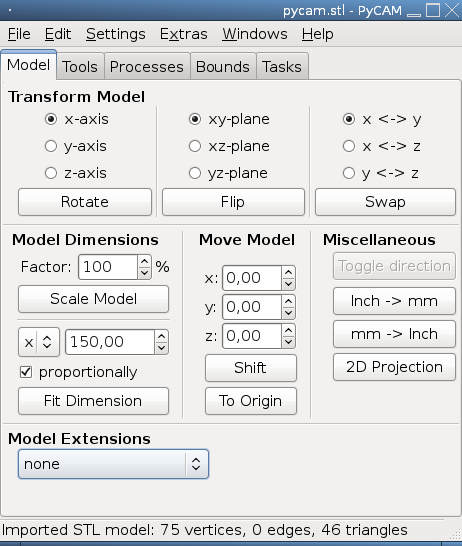 pycam.stl - PyCAM
File Edit Settings Extras Windows Help
Model Tools Processes Bounds Tasks
Transform Model
x-axis xy-plane x <-> y
y-axis xz-plane x <-> z
z-axis yz-plane y <-> z
Rotate Flip Swap
Model Dimensions Move Model Miscellaneous
Factor: 100 % x: 0,00 Toggle direction
Scale Model y: 0,00 Inch -> mm
x 150,00 z: 0,00 mm -> Inch
proportionally Shift 2D Projection
Fit Dimension To Origin
Model Extensions
none
Imported STL model: 75 vertices, 0 edges, 46 triangles